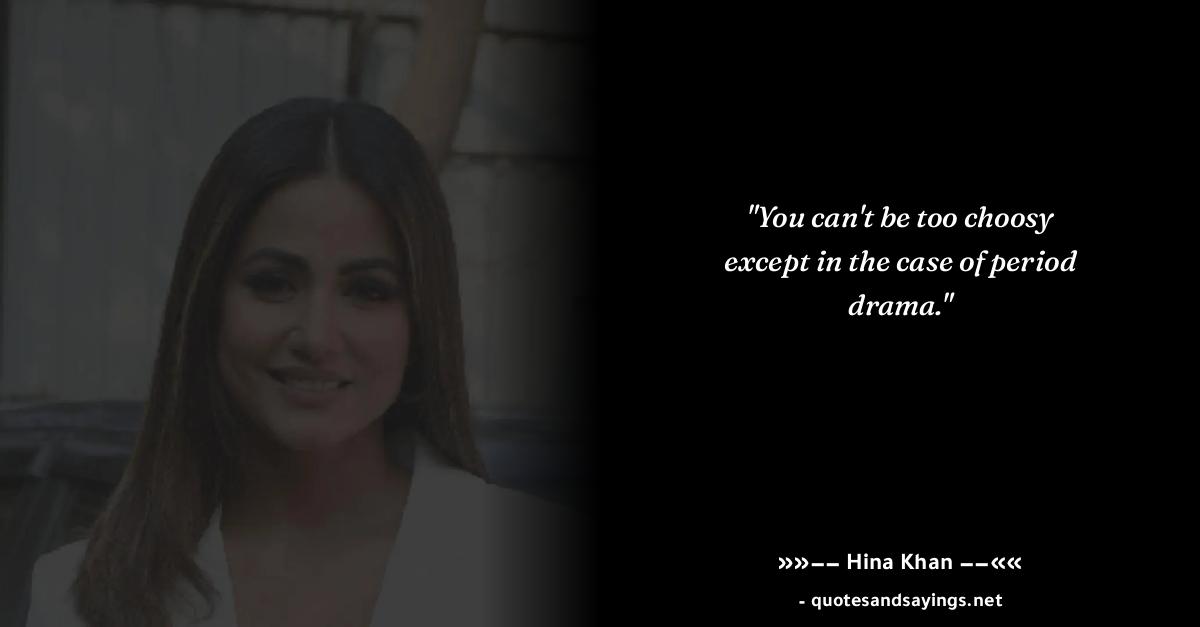 "You can't be too choosy
except in the case of period
drama."
»»−− Hina Khan −−««
- quotesandsayings.net